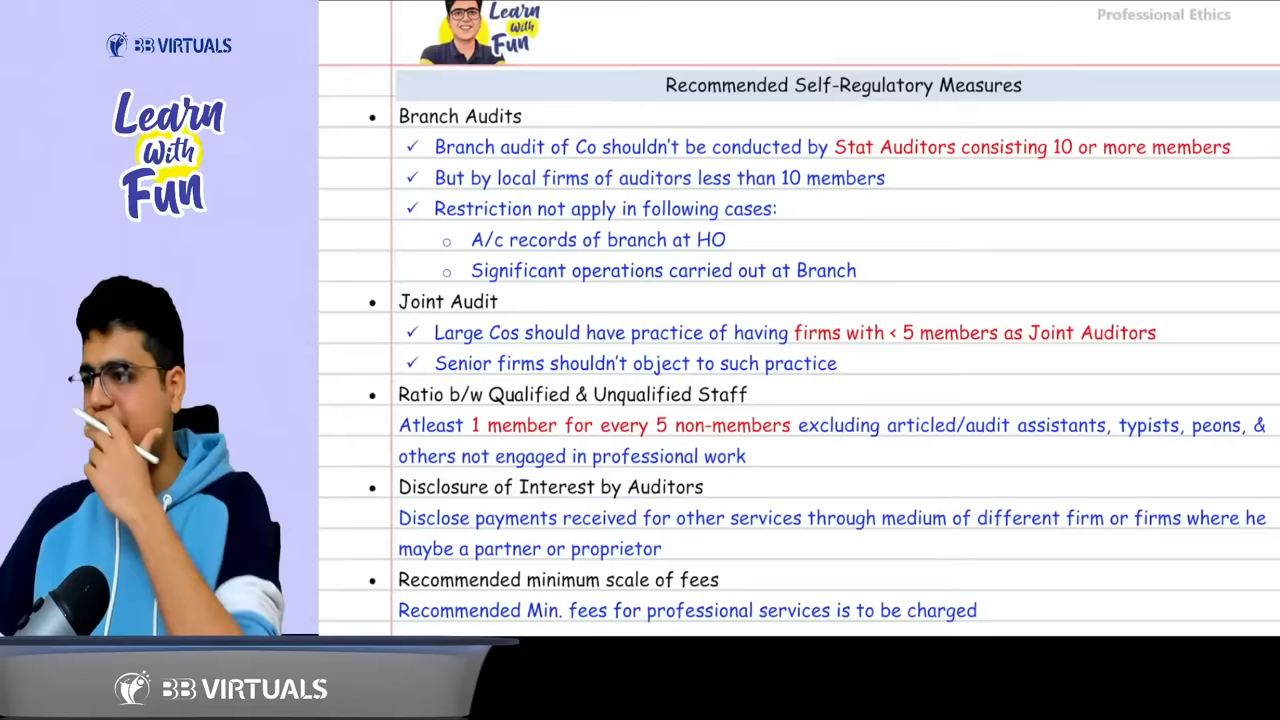 BB VIRTUALS
Learn
With
Fun
Learn
With
Fun
Professional Ethics
Recommended Self-Regulatory Measures
• Branch Audits
✓ Branch audit of Co shouldn't be conducted by Stat Auditors consisting 10 or more members
✓ But by local firms of auditors less than 10 members
✓ Restriction not apply in following cases:
o A/c records of branch at HO
o Significant operations carried out at Branch
• Joint Audit
✓ Large Cos should have practice of having firms with < 5 members as Joint Auditors
✓ Senior firms shouldn't object to such practice
• Ratio b/w Qualified & Unqualified Staff
Atleast 1 member for every 5 non-members excluding articled/audit assistants, typists, peons, &
others not engaged in professional work
• Disclosure of Interest by Auditors
Disclose payments received for other services through medium of different firm or firms where he
maybe a partner or proprietor
• Recommended minimum scale of fees
Recommended Min. fees for professional services is to be charged
BB VIRTUALS